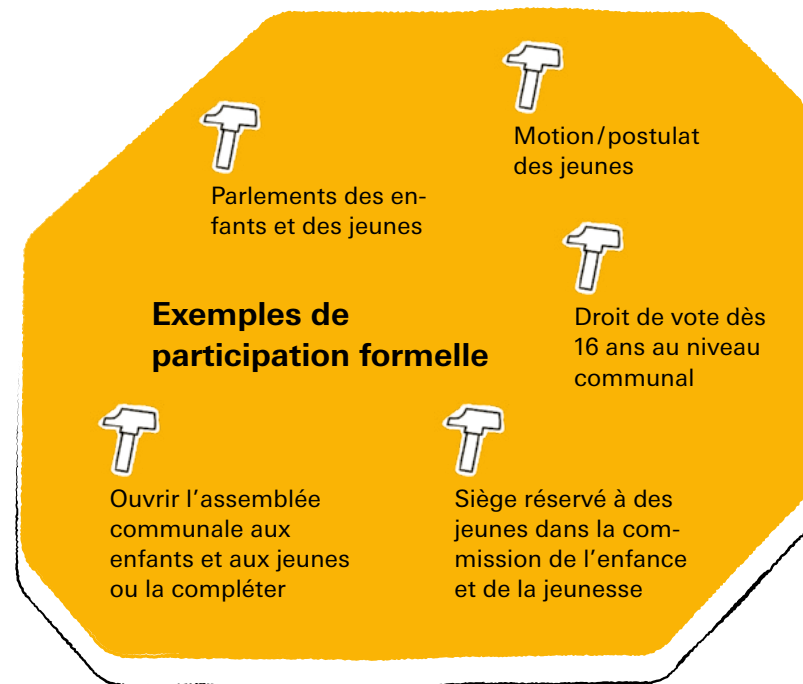 Motion/postulat
des jeunes
Parlements des en-
fants et des jeunes
Exemples de
participation formelle
Droit de vote dès
16 ans au niveau
communal
Ouvrir l’assemblée
communale aux
enfants et aux jeunes
ou la compléter
Siège réservé à des
jeunes dans la com-
mission de l’enfance
et de la jeunesse